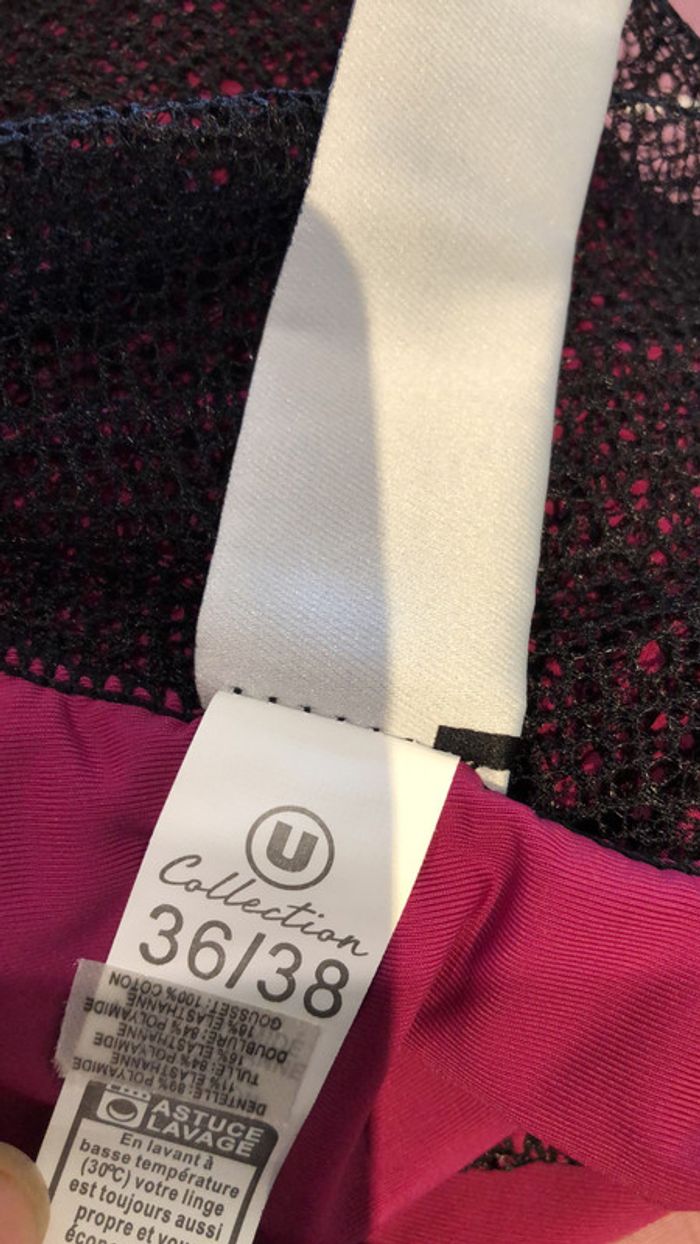 U
Collection
36/38
DENTELLE: 89% POLYAMIDE
11% ELASTHANNE
TULLE: 84% POLYAMIDE
16% ELASTHANNE
DOUBLURE: 84% POLYAMIDE
16% ELASTHANNE
GOUSSET: 100% COTON
ASTUCE
LAVAGE
En lavant à
basse température
(30°C) votre linge
est toujours aussi
propre et